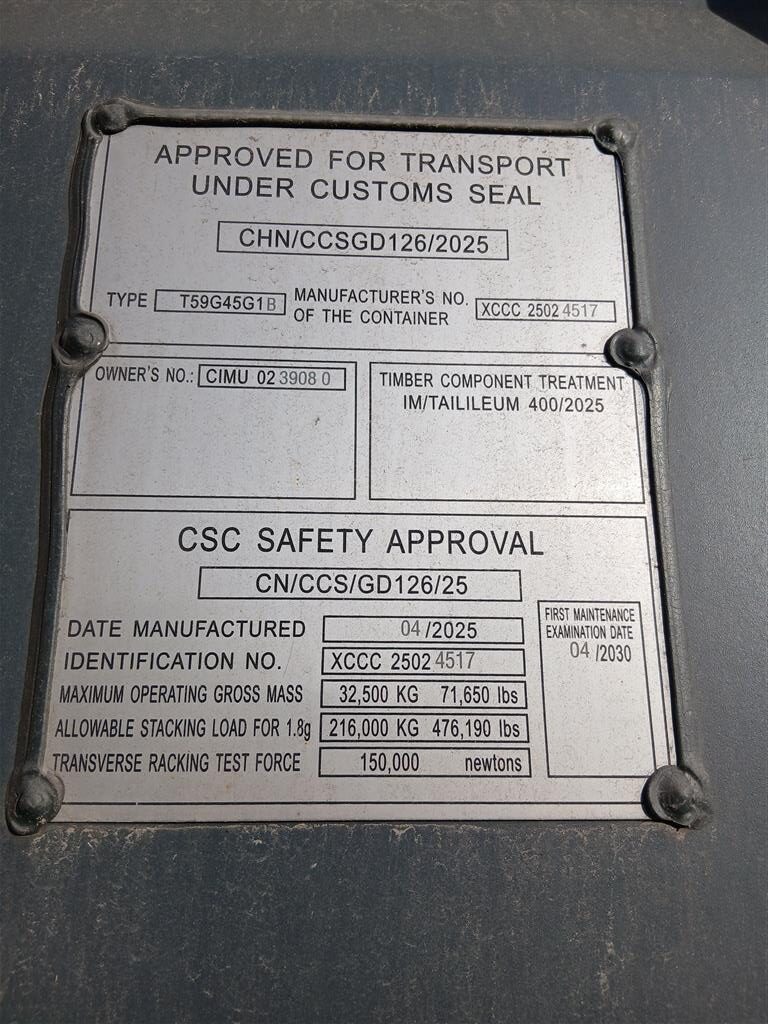 APPROVED FOR TRANSPORT
UNDER CUSTOMS SEAL
CHN/CCSGD126/2025
TYPE T59G45G1B MANUFACTURER'S NO. OF THE CONTAINER XCCC 2502 4517
OWNER'S NO.: CIMU 02 3908 0
TIMBER COMPONENT TREATMENT
IM/TAILILEUM 400/2025
CSC SAFETY APPROVAL
CN/CCS/GD126/25
DATE MANUFACTURED 04/2025
IDENTIFICATION NO. XCCC 2502 4517
MAXIMUM OPERATING GROSS MASS 32,500 KG 71,650 lbs
ALLOWABLE STACKING LOAD FOR 1.8g 216,000 KG 476,190 lbs
TRANSVERSE RACKING TEST FORCE 150,000 newtons
FIRST MAINTENANCE
EXAMINATION DATE
04 /2030